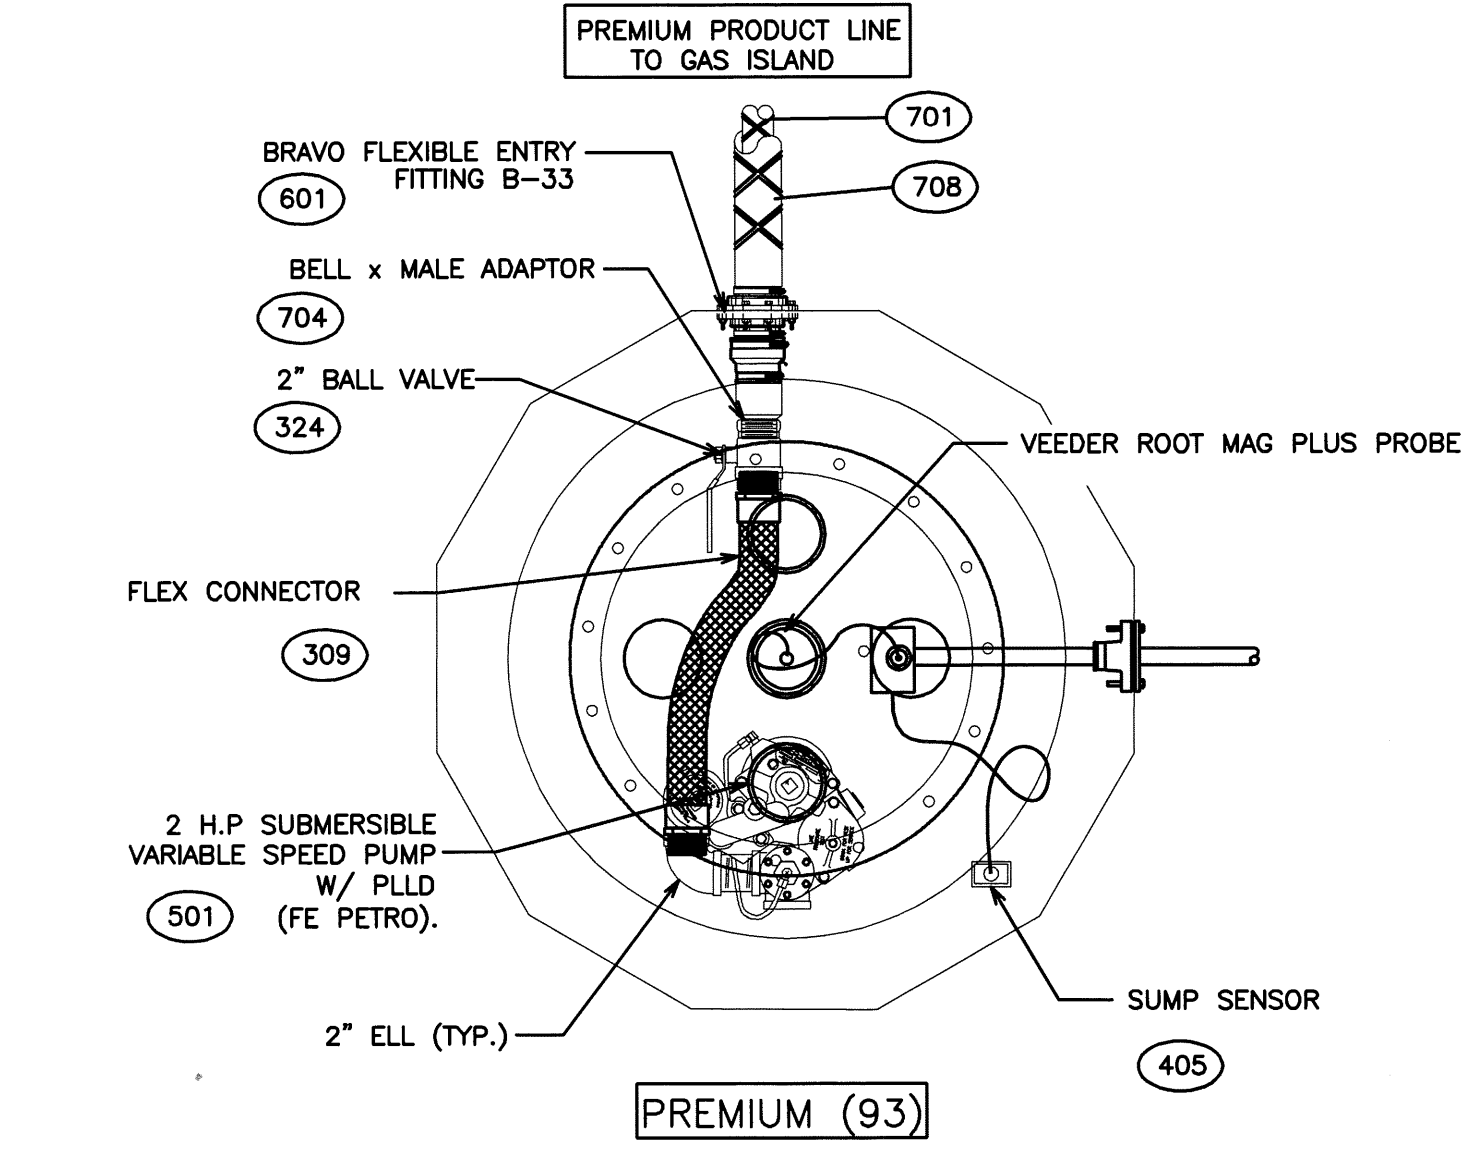 PREMIUM PRODUCT LINE
TO GAS ISLAND
701
708
BRAVO FLEXIBLE ENTRY
FITTING B-33
601
BELL x MALE ADAPTOR
704
2" BALL VALVE
324
VEEDER ROOT MAG PLUS PROBE
FLEX CONNECTOR
309
2 H.P SUBMERSIBLE
VARIABLE SPEED PUMP
W/ PLLD
(FE PETRO).
501
2" ELL (TYP.)
SUMP SENSOR
405
PREMIUM (93)